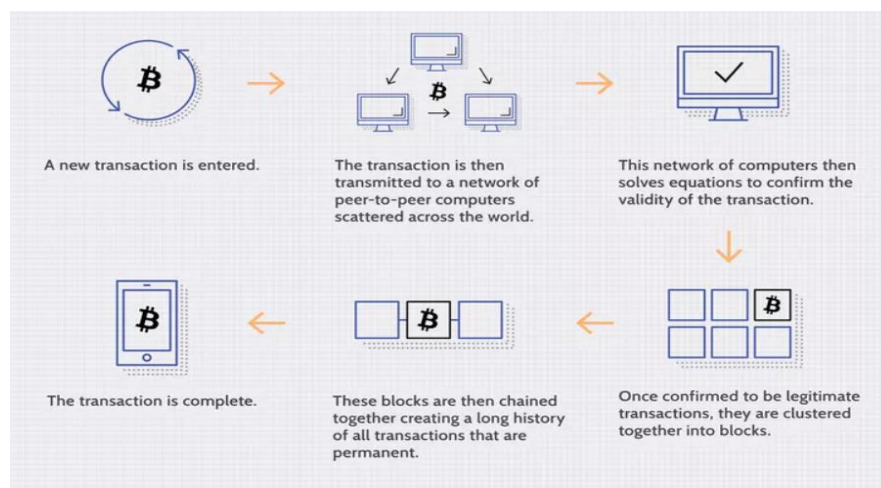 A new transaction is entered.
The transaction is then
transmitted to a network of
peer-to-peer computers
scattered across the world.
This network of computers then
solves equations to confirm the
validity of the transaction.
Once confirmed to be legitimate
transactions, they are clustered
together into blocks.
These blocks are then chained
together creating a long history
of all transactions that are
permanent.
The transaction is complete.